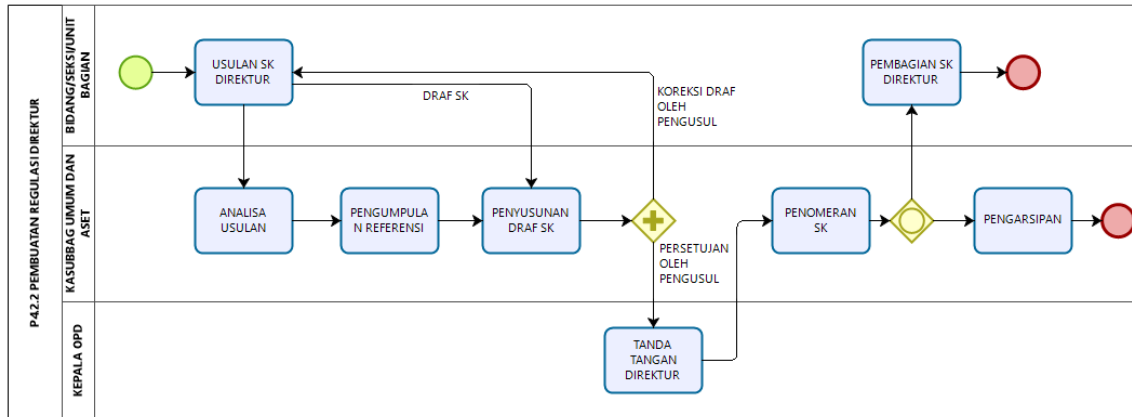 P4.2.2 PEMBUATAN REGULASI DIREKTUR
BIDANG/SEKSI/UNIT
BAGIAN
USULAN SK
DIREKTUR
DRAF SK
KOREKSI DRAF
OLEH
PENGUSUL
PEMBAGIAN SK
DIREKTUR
KASUBBAG UMUM DAN
ASET
ANALISA
USULAN
PENGUMPULA
N REFERENSI
PENYUSUNAN
DRAF SK
PERSETUJAN
OLEH
PENGUSUL
PENOMERAN
SK
PENGARSIPAN
KEPALA OPD
TANDA
TANGAN
DIREKTUR